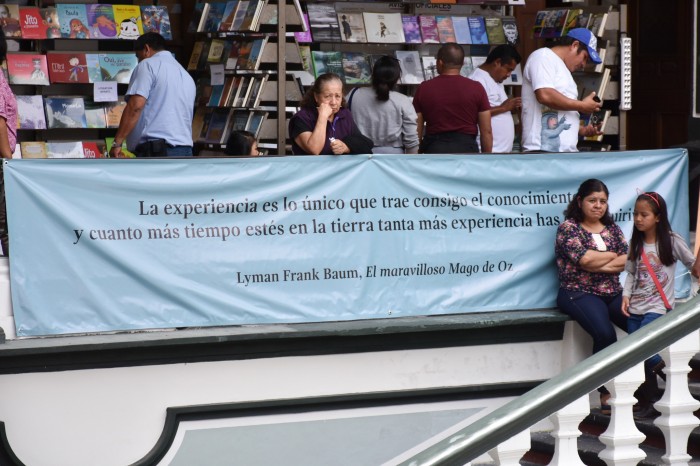 La experiencia es lo único que trae consigo el conocimiento
y cuanto más tiempo estés en la tierra tanta más experiencia has
Lyman Frank Baum, El maravilloso Mago de Oz